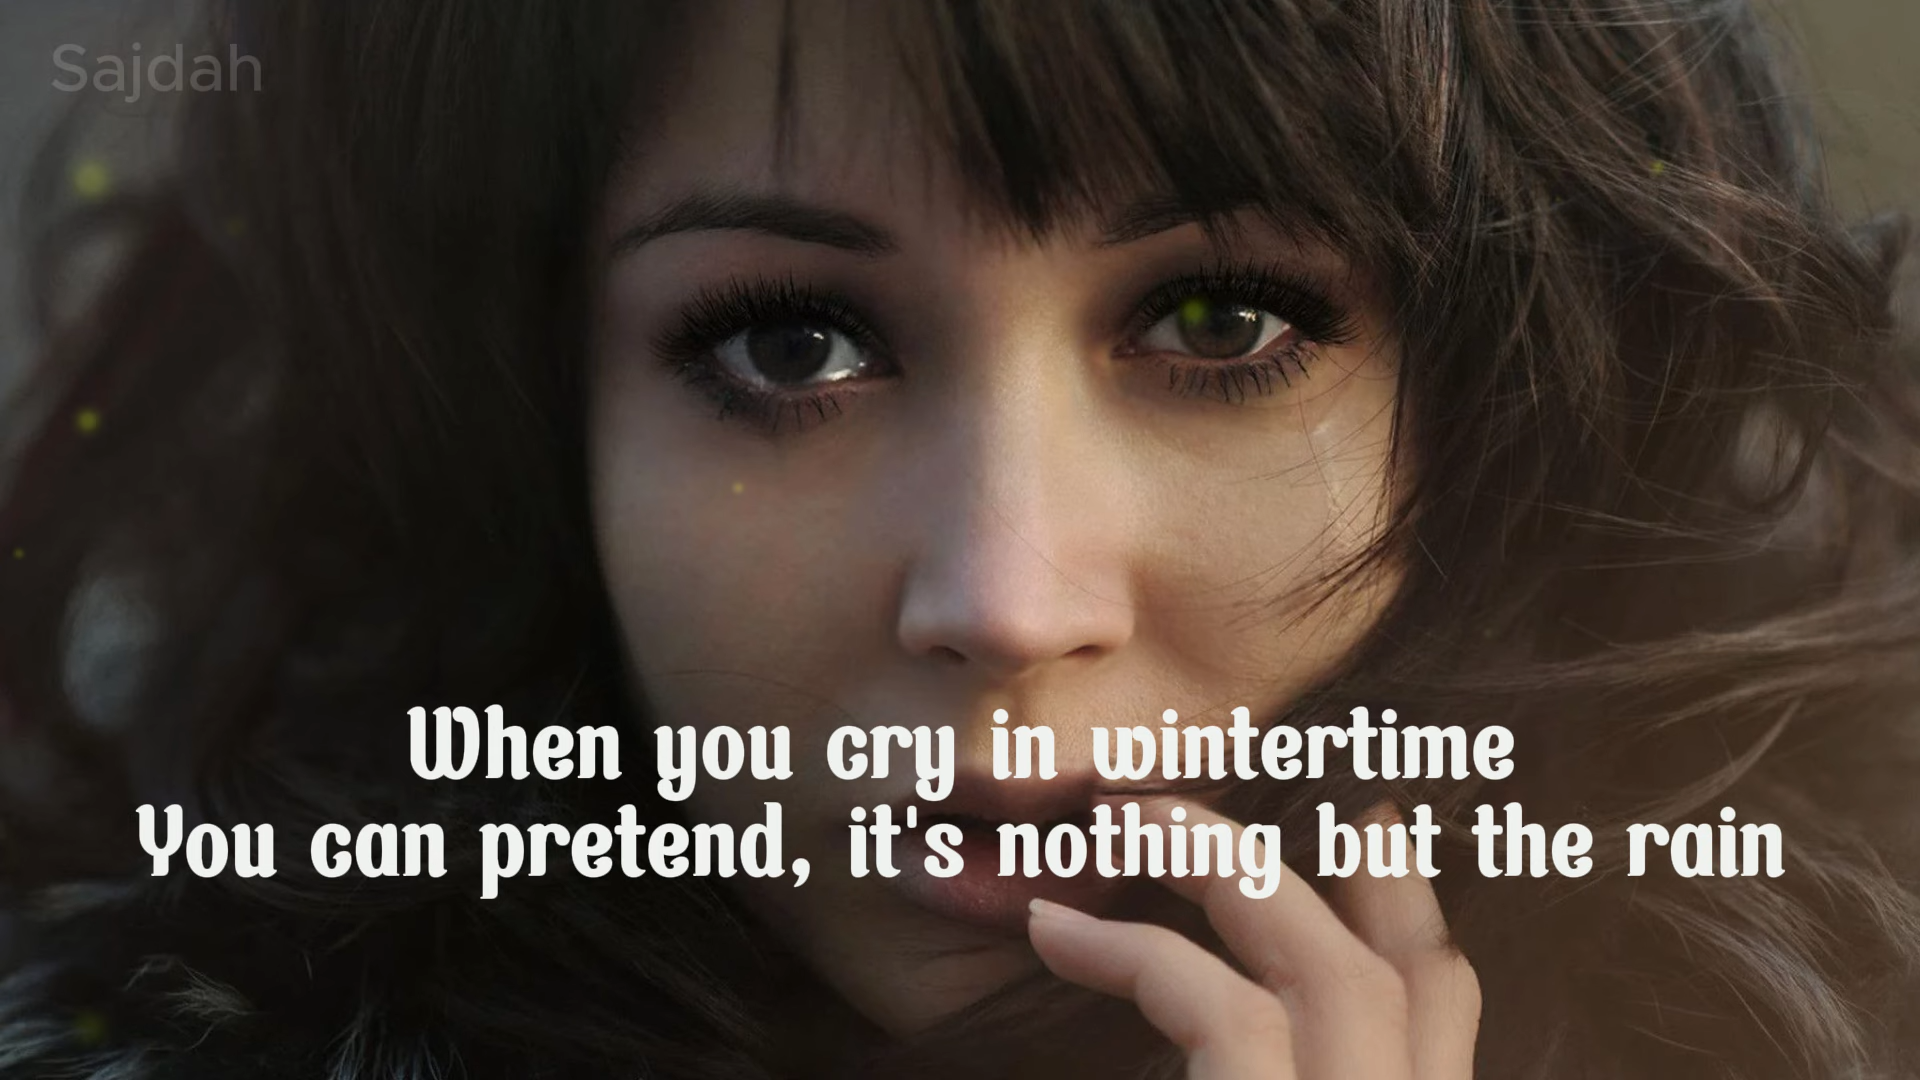 Sajdah
When you cry in wintertime
You can pretend, it's nothing but the rain